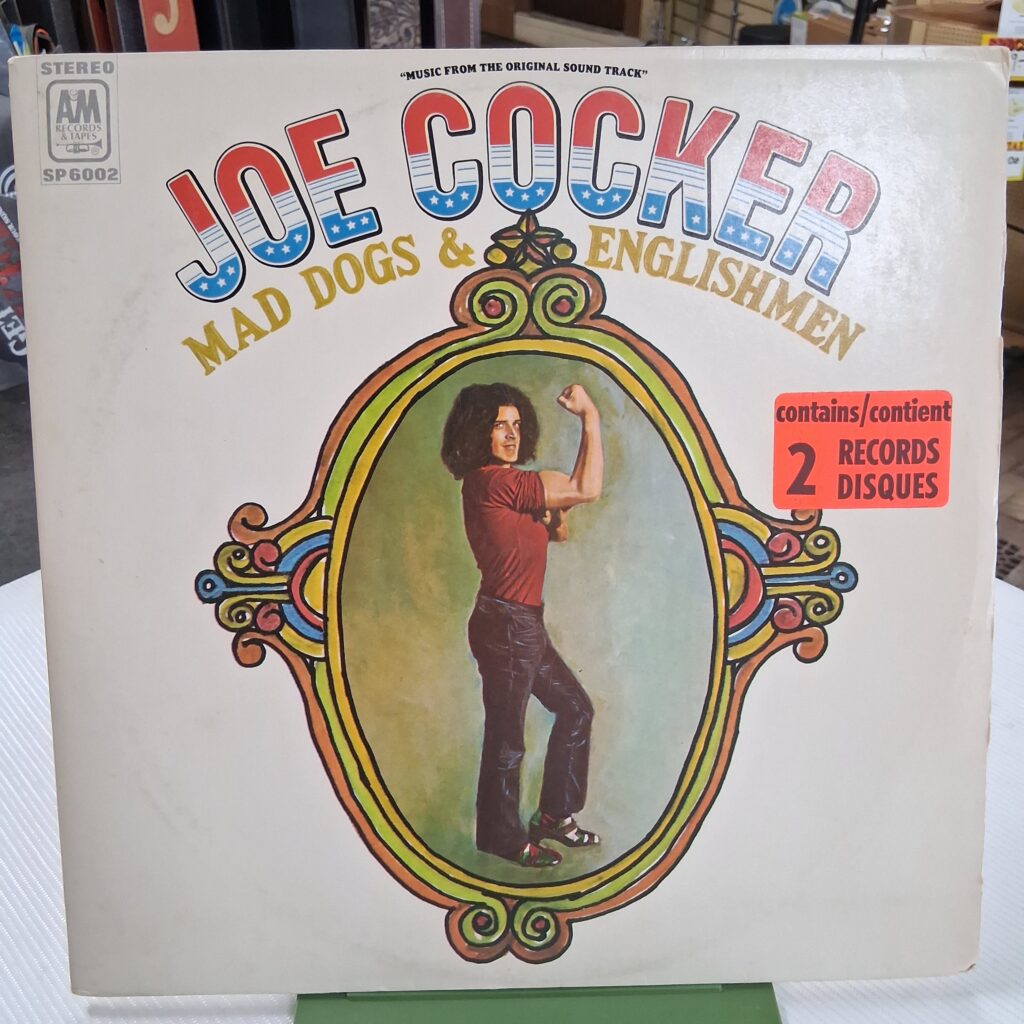 STEREO
A&M
RECORDS
& TAPES
SP 6002
"MUSIC FROM THE ORIGINAL SOUND TRACK"
JOE COCKER
MAD DOGS & ENGLISHMEN
contains/contient
2 RECORDS
DISQUES